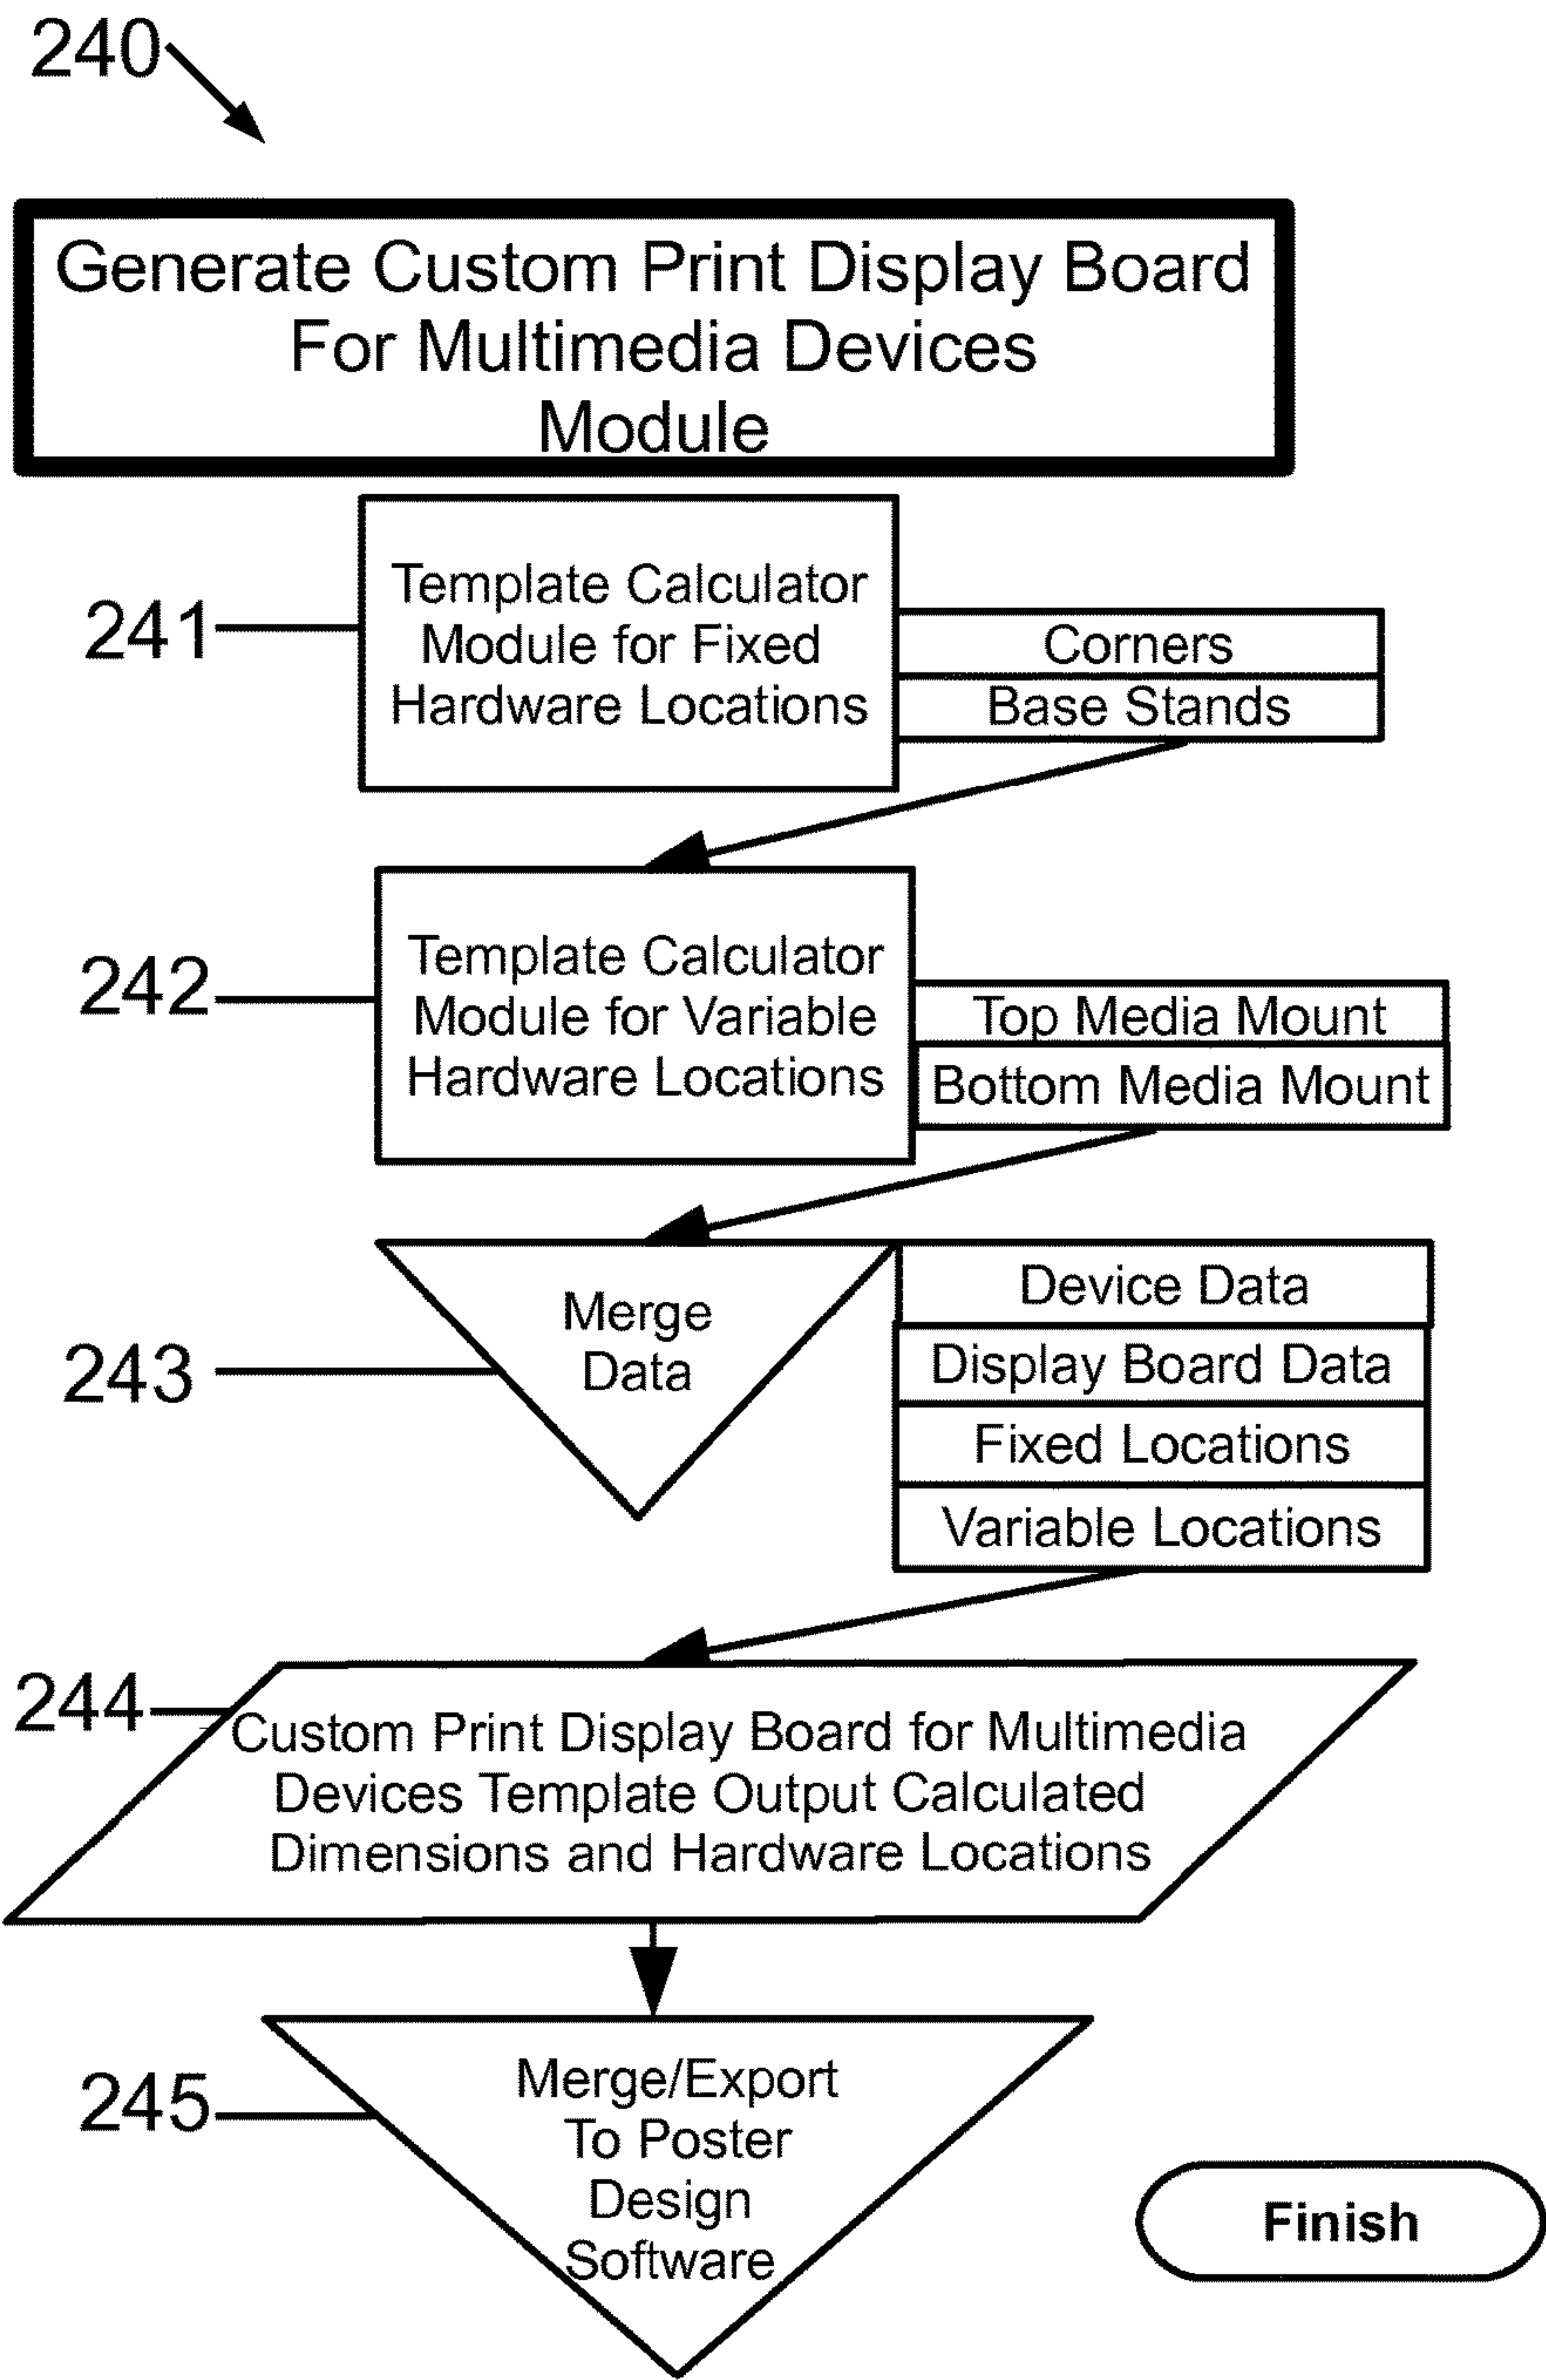 240
Generate Custom Print Display Board
For Multimedia Devices
Module
241
Template Calculator
Module for Fixed
Hardware Locations
Corners
Base Stands
242
Template Calculator
Module for Variable
Hardware Locations
Top Media Mount
Bottom Media Mount
243
Merge
Data
Device Data
Display Board Data
Fixed Locations
Variable Locations
244
Custom Print Display Board for Multimedia
Devices Template Output Calculated
Dimensions and Hardware Locations
245
Merge/Export
To Poster
Design
Software
Finish